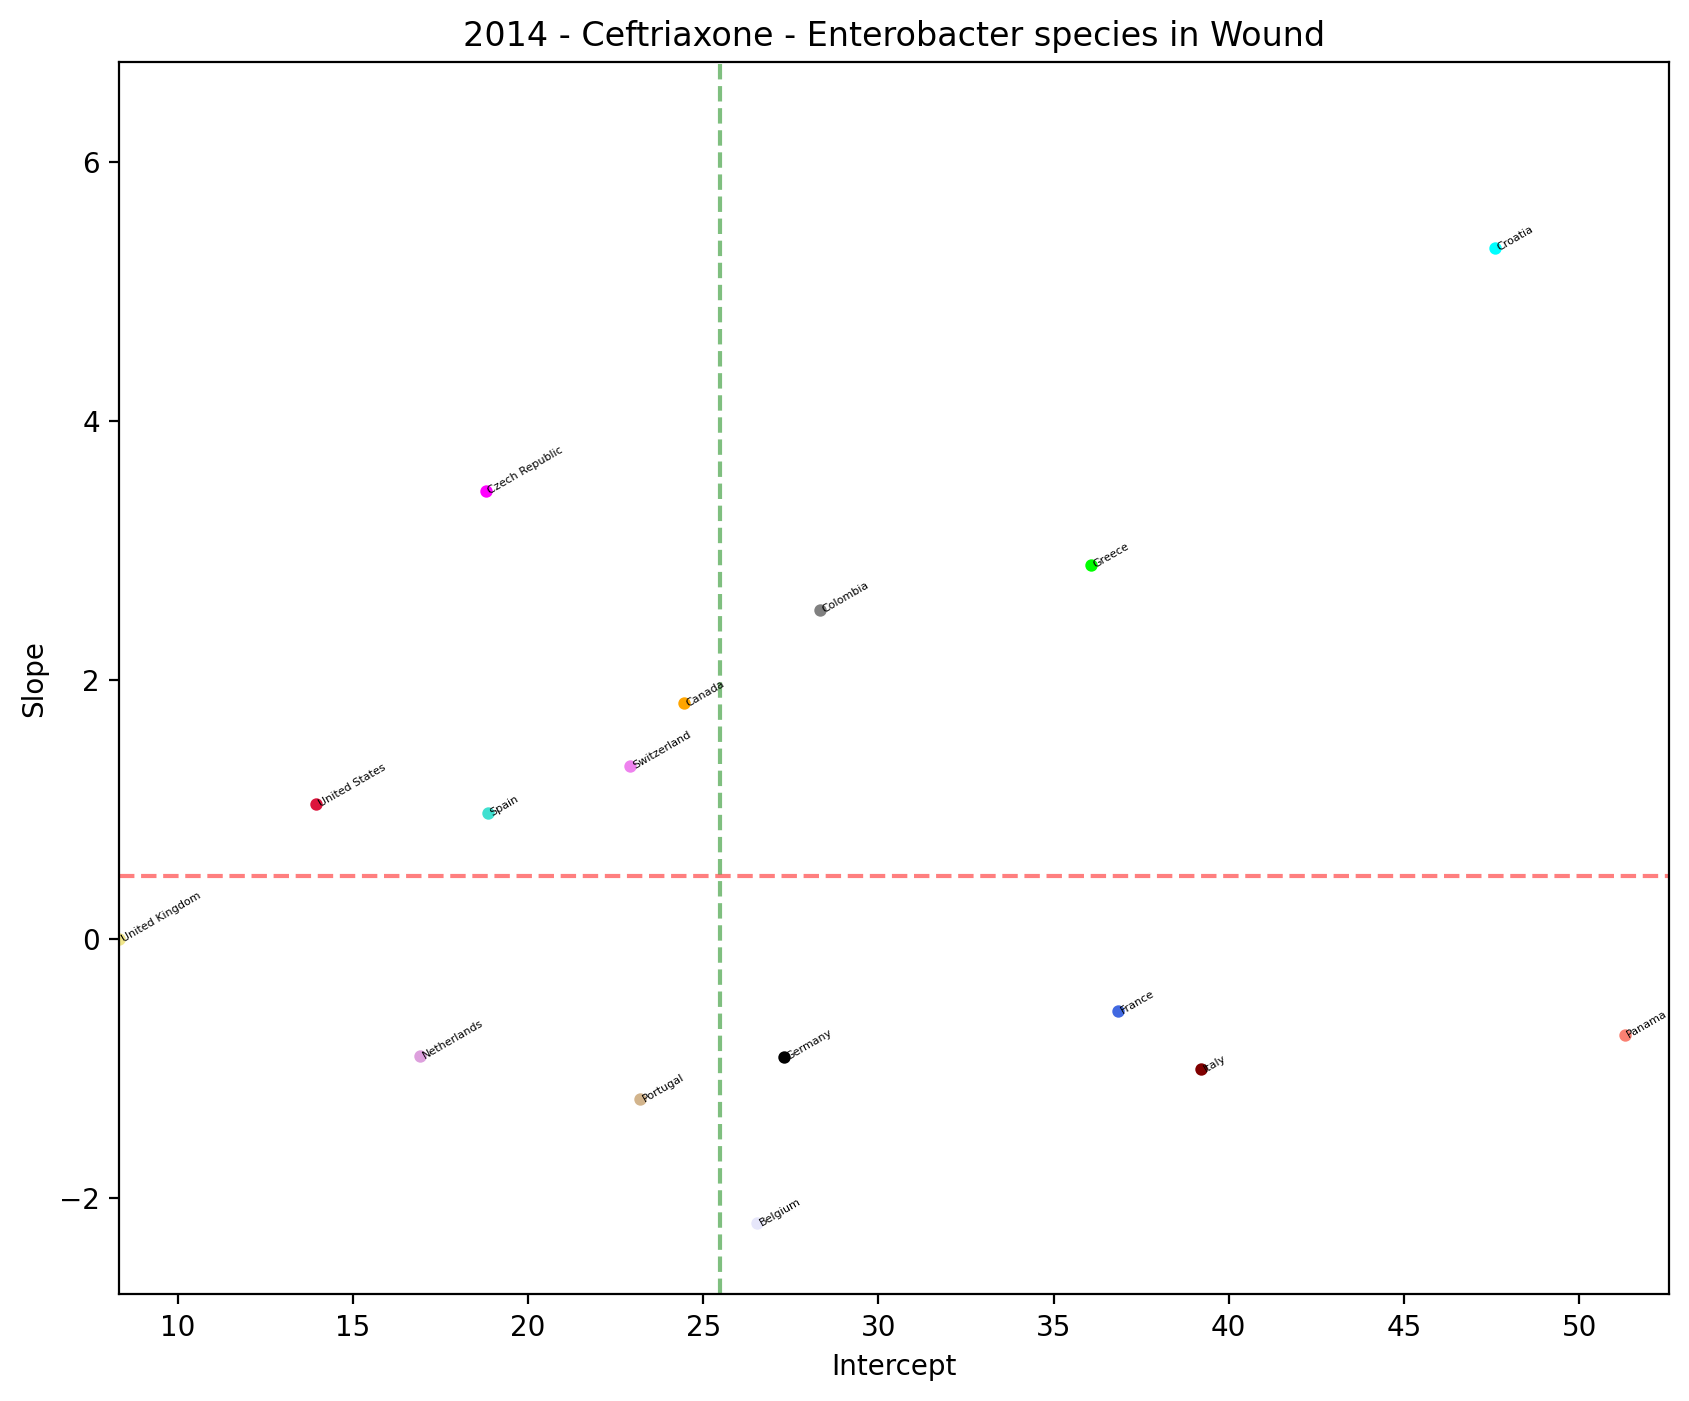 2014 - Ceftriaxone - Enterobacter species in Wound
6
Croatia
4
Czech Republic
Greece
Colombia
Slope
2
Canada
Switzerland
United States
Spain
United Kingdom
0
France
Panama
Netherlands
Germany
Italy
Portugal
−2
Belgium
10 15 20 25 30 35 40 45 50
Intercept